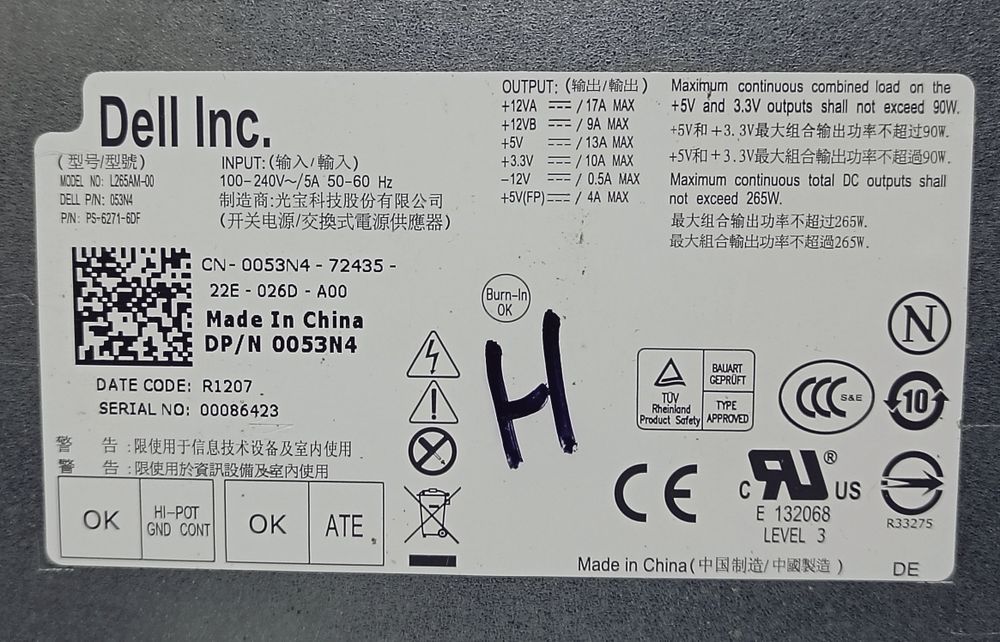 Dell Inc.
(型号/型號)
MODEL NO: L265AM-00
DELL P/N: 053N4
P/N: PS-6271-6DF
INPUT: (输入/輸入)
100-240V~/5A 50-60 Hz
制造商:光宝科技股份有限公司
(开关电源/交換式電源供應器)
OUTPUT: (输出/輸出)
+12VA ⎓ / 17A MAX
+12VB ⎓ / 9A MAX
+5V ⎓ / 13A MAX
+3.3V ⎓ / 10A MAX
-12V ⎓ / 0.5A MAX
+5V(FP) ⎓ / 4A MAX
Maximum continuous combined load on the
+5V and 3.3V outputs shall not exceed 90W.
+5V和+3.3V最大组合输出功率不超过90W.
+5V和+3.3V最大組合輸出功率不超過90W.
Maximum continuous total DC outputs shall
not exceed 265W.
最大组合输出功率不超过265W.
最大組合輸出功率不超過265W.
CN- 0053N4 - 72435 -
22E - 026D - A00
Made In China
DP/N 0053N4
DATE CODE: R1207
SERIAL NO: 00086423
警 告 :限使用于信息技术设备及室内使用
警 告 :限使用於資訊設備及室內使用
OK
HI-POT
GND CONT
OK
ATE
Burn-In
OK
H
TÜV
Rheinland
Product Safety
BAUART
GEPRÜFT
TYPE
APPROVED
CCC S&E
N
10
CE
c RU ® US
E 132068
LEVEL 3
R33275
Made in China(中国制造/中國製造)
DE